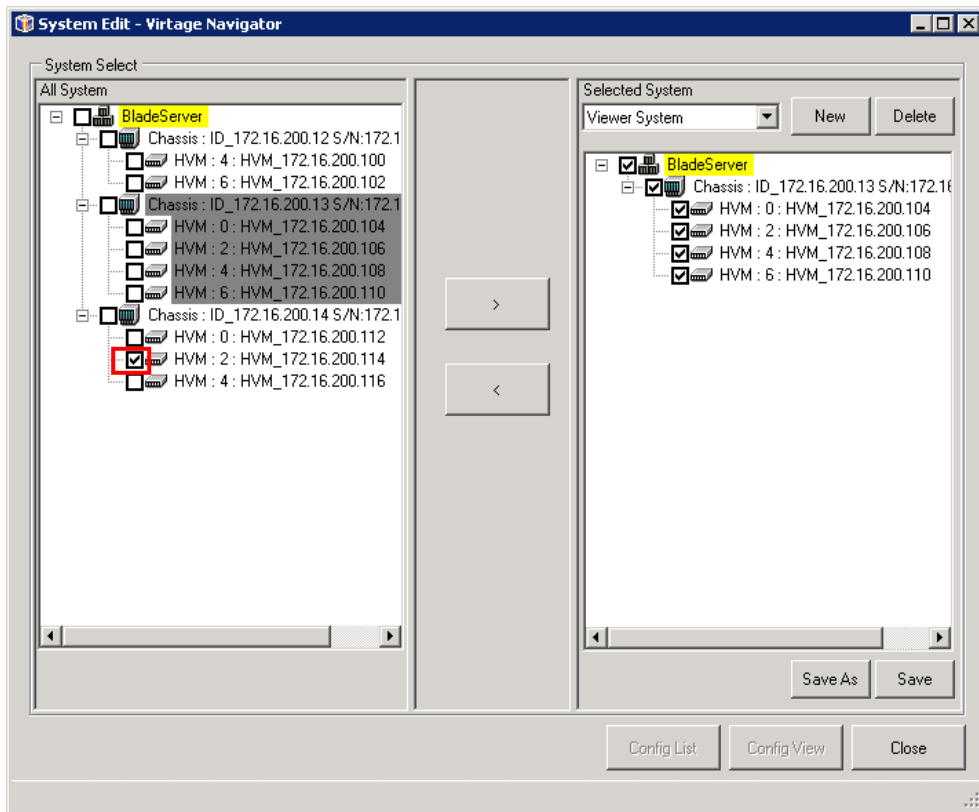 System Edit - Virtage Navigator
System Select
All System
BladeServer
Chassis : ID_172.16.200.12 S/N:172.1
HVM : 4 : HVM_172.16.200.100
HVM : 6 : HVM_172.16.200.102
Chassis : ID_172.16.200.13 S/N:172.1
HVM : 0 : HVM_172.16.200.104
HVM : 2 : HVM_172.16.200.106
HVM : 4 : HVM_172.16.200.108
HVM : 6 : HVM_172.16.200.110
Chassis : ID_172.16.200.14 S/N:172.1
HVM : 0 : HVM_172.16.200.112
HVM : 2 : HVM_172.16.200.114
HVM : 4 : HVM_172.16.200.116
>
<
Selected System
Viewer System
New
Delete
BladeServer
Chassis : ID_172.16.200.13 S/N:172.16
HVM : 0 : HVM_172.16.200.104
HVM : 2 : HVM_172.16.200.106
HVM : 4 : HVM_172.16.200.108
HVM : 6 : HVM_172.16.200.110
Save As
Save
Config List
Config View
Close